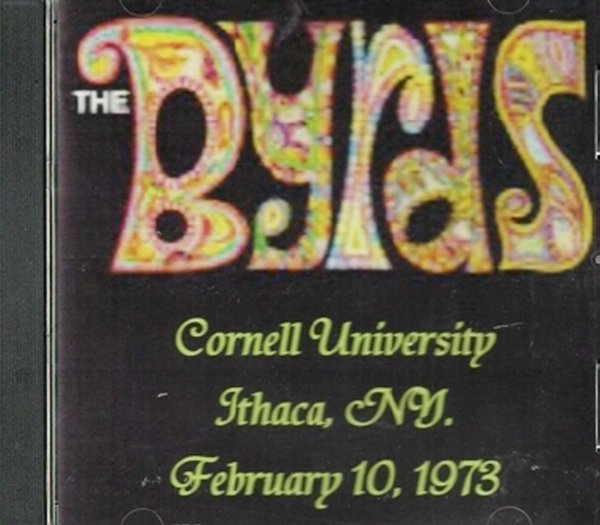 THE Byrds
Cornell University
Ithaca, NY.
February 10, 1973